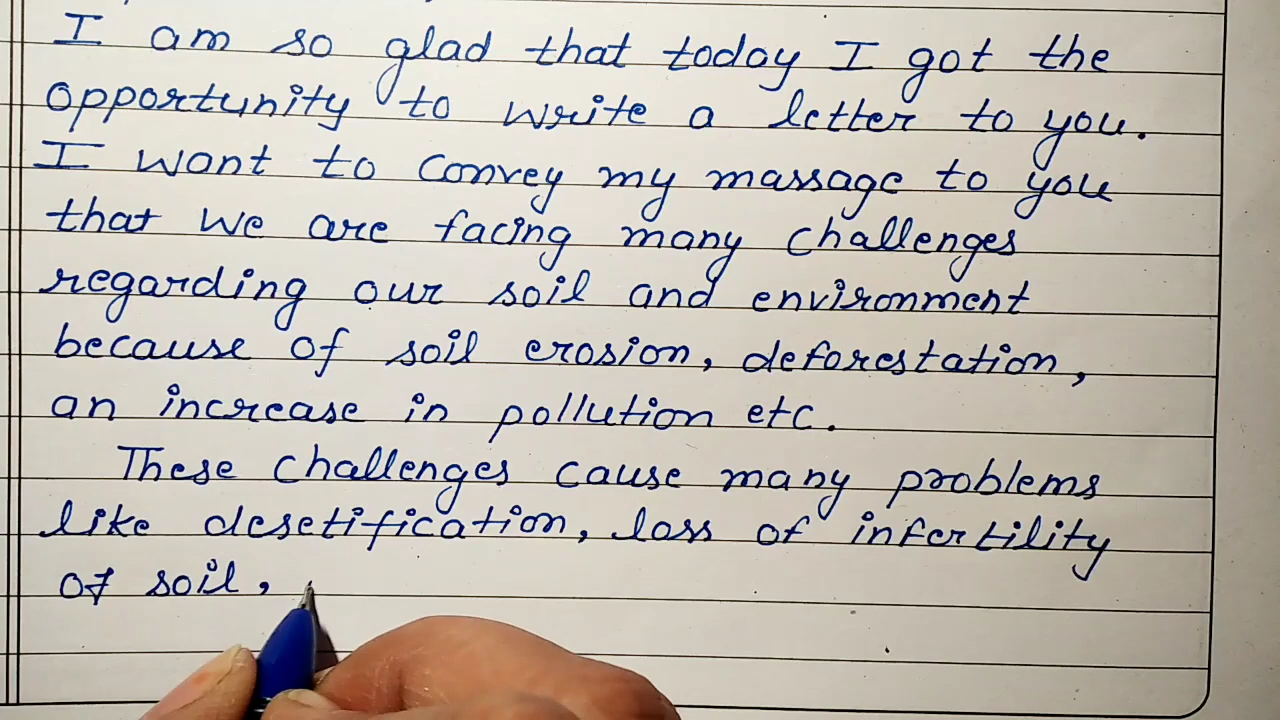 I am so glad that today I got the
opportunity to write a letter to you.
I want to convey my massage to you
that we are facing many challenges
regarding our soil and environment
because of soil erosion, deforestation,
an increase in pollution etc.
These challenges cause many problems
like desetification, loss of infertility
of soil,